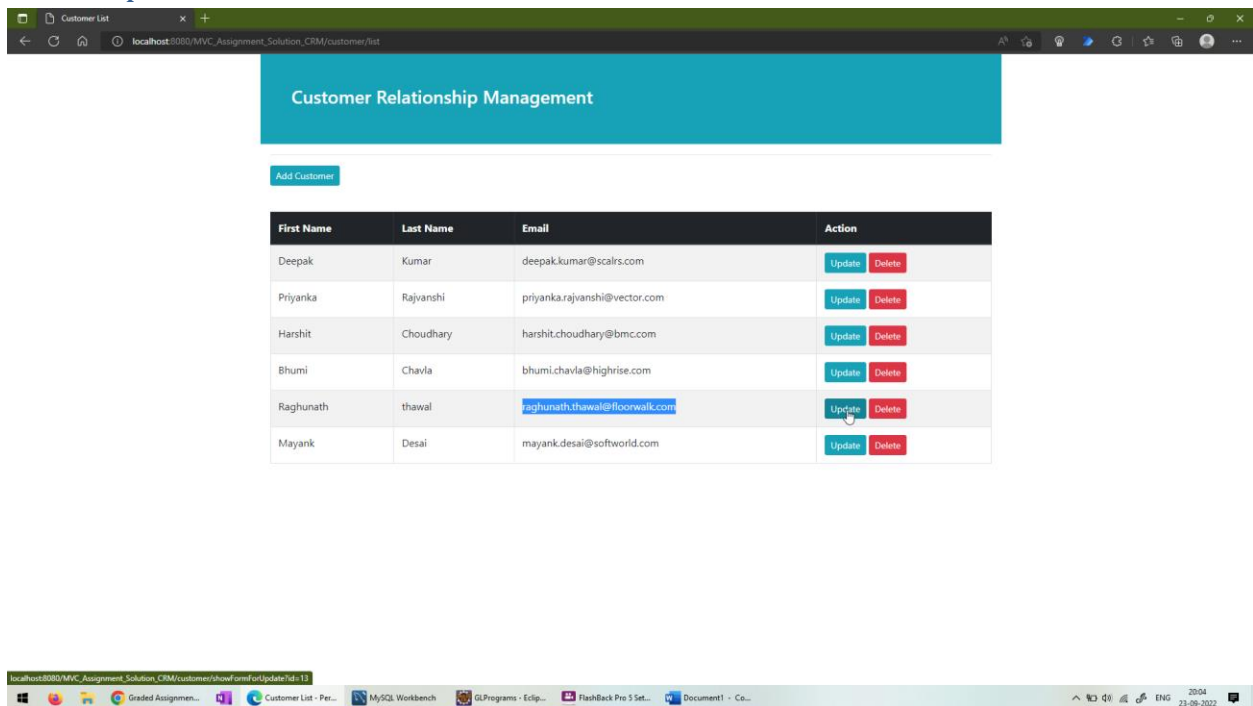 Customer List
localhost:8080/MVC_Assignment_Solution_CRM/customer/list
Customer Relationship Management
Add Customer
First Name Last Name Email Action
Deepak Kumar deepak.kumar@scalrs.com Update Delete
Priyanka Rajvanshi priyanka.rajvanshi@vector.com Update Delete
Harshit Choudhary harshit.choudhary@bmc.com Update Delete
Bhumi Chavla bhumi.chavla@highrise.com Update Delete
Raghunath thawal raghunath.thawal@floorwalk.com Update Delete
Mayank Desai mayank.desai@softworld.com Update Delete
localhost:8080/MVC_Assignment_Solution_CRM/customer/showFormForUpdate?id=13
Graded Assignmen... Customer List - Per... MySQL Workbench GLPrograms - Eclip... FlashBack Pro 5 Set... Document1 - Co... ENG 20:04
23-09-2022